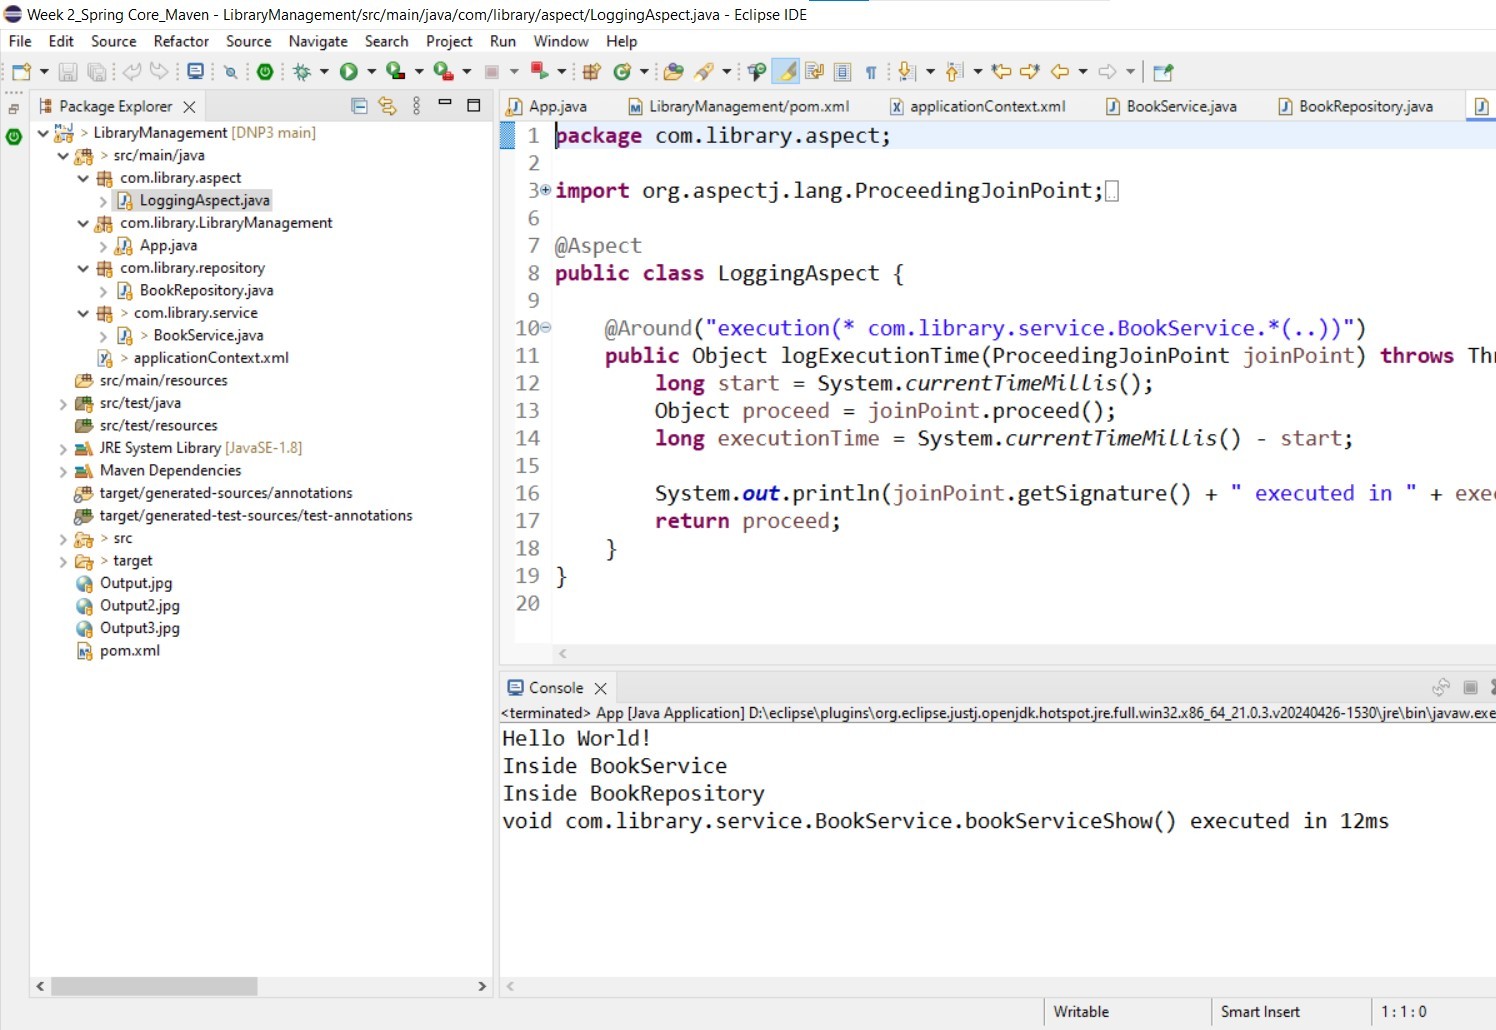 Week 2_Spring Core_Maven - LibraryManagement/src/main/java/com/library/aspect/LoggingAspect.java - Eclipse IDE
File Edit Source Refactor Source Navigate Search Project Run Window Help
Package Explorer
> LibraryManagement [DNP3 main]
> src/main/java
com.library.aspect
LoggingAspect.java
com.library.LibraryManagement
App.java
com.library.repository
BookRepository.java
> com.library.service
> BookService.java
> applicationContext.xml
src/main/resources
src/test/java
src/test/resources
JRE System Library [JavaSE-1.8]
Maven Dependencies
target/generated-sources/annotations
target/generated-test-sources/test-annotations
> src
> target
Output.jpg
Output2.jpg
Output3.jpg
pom.xml
App.java LibraryManagement/pom.xml applicationContext.xml BookService.java BookRepository.java
1 package com.library.aspect;
2
3 import org.aspectj.lang.ProceedingJoinPoint;
6
7 @Aspect
8 public class LoggingAspect {
9
10 @Around("execution(* com.library.service.BookService.*(..))")
11 public Object logExecutionTime(ProceedingJoinPoint joinPoint) throws Thr
12 long start = System.currentTimeMillis();
13 Object proceed = joinPoint.proceed();
14 long executionTime = System.currentTimeMillis() - start;
15
16 System.out.println(joinPoint.getSignature() + " executed in " + exec
17 return proceed;
18 }
19 }
20
Console
<terminated> App [Java Application] D:\eclipse\plugins\org.eclipse.justj.openjdk.hotspot.jre.full.win32.x86_64_21.0.3.v20240426-1530\jre\bin\javaw.exe
Hello World!
Inside BookService
Inside BookRepository
void com.library.service.BookService.bookServiceShow() executed in 12ms
Writable Smart Insert 1 : 1 : 0